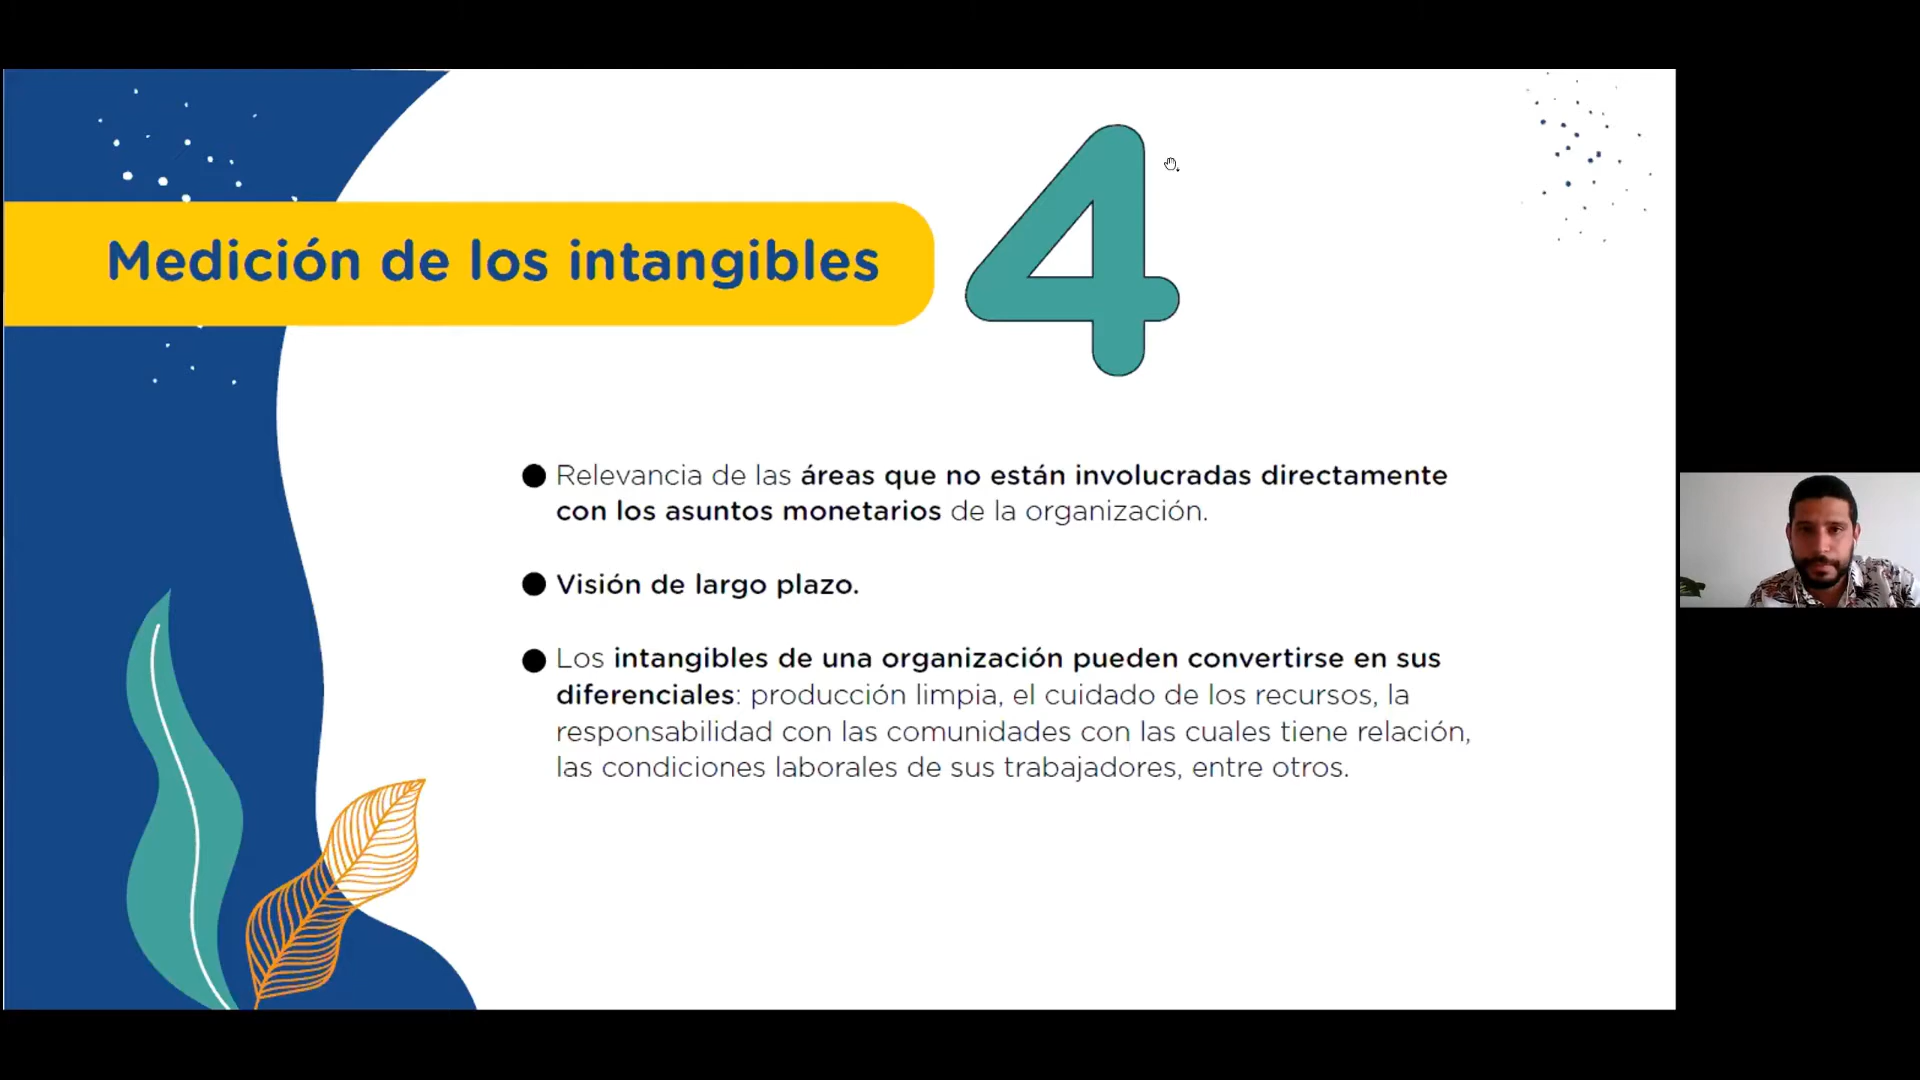 Medición de los intangibles
4
● Relevancia de las áreas que no están involucradas directamente
con los asuntos monetarios de la organización.
● Visión de largo plazo.
● Los intangibles de una organización pueden convertirse en sus
diferenciales: producción limpia, el cuidado de los recursos, la
responsabilidad con las comunidades con las cuales tiene relación,
las condiciones laborales de sus trabajadores, entre otros.